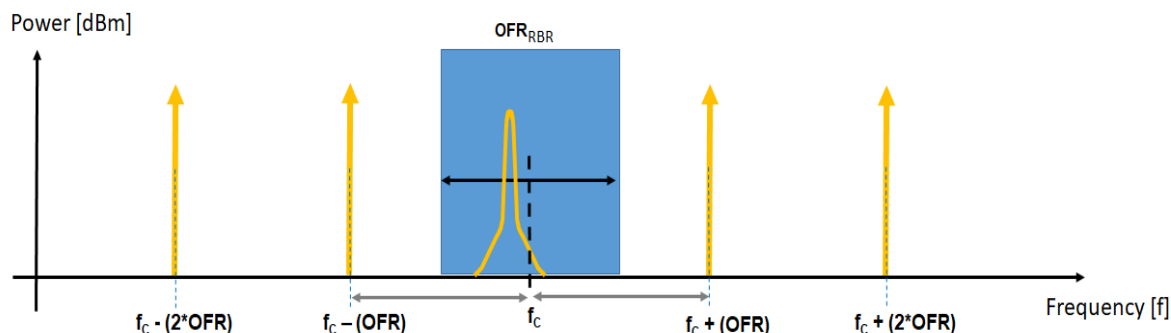 Power [dBm]
OFR_RBR
f_C - (2*OFR)
f_C – (OFR)
f_C
f_C + (OFR)
f_C + (2*OFR)
Frequency [f]